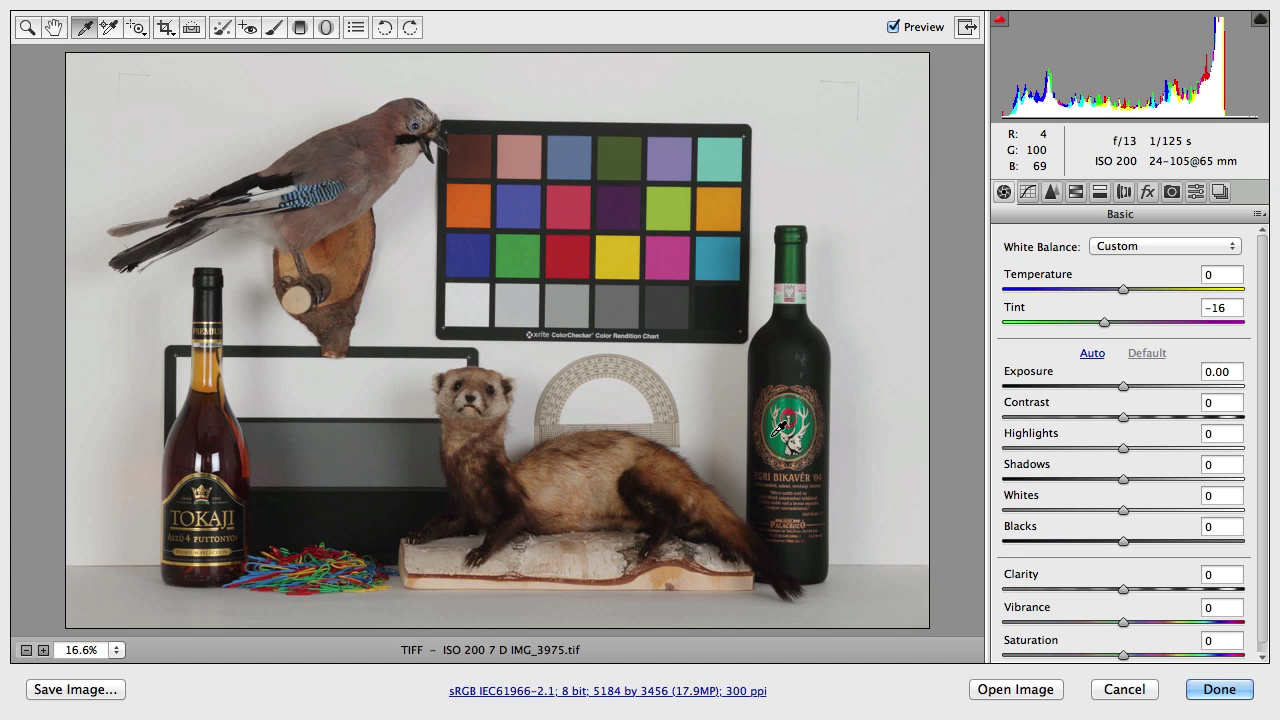 Preview
R: 4
G: 100
B: 69
f/13 1/125 s
ISO 200 24-105@65 mm
Basic
White Balance: Custom
Temperature 0
Tint -16
Auto Default
Exposure 0.00
Contrast 0
Highlights 0
Shadows 0
Whites 0
Blacks 0
Clarity 0
Vibrance 0
Saturation 0
x-rite ColorChecker® Color Rendition Chart
PREMIUM
TOKAJI
ASZÚ 4 PUTTONYOS
PREMIUM SELECTION
EGRI BIKAVÉR '04
16.6%
TIFF – ISO 200 7 D IMG_3975.tif
Save Image...
sRGB IEC61966-2.1; 8 bit; 5184 by 3456 (17.9MP); 300 ppi
Open Image
Cancel
Done